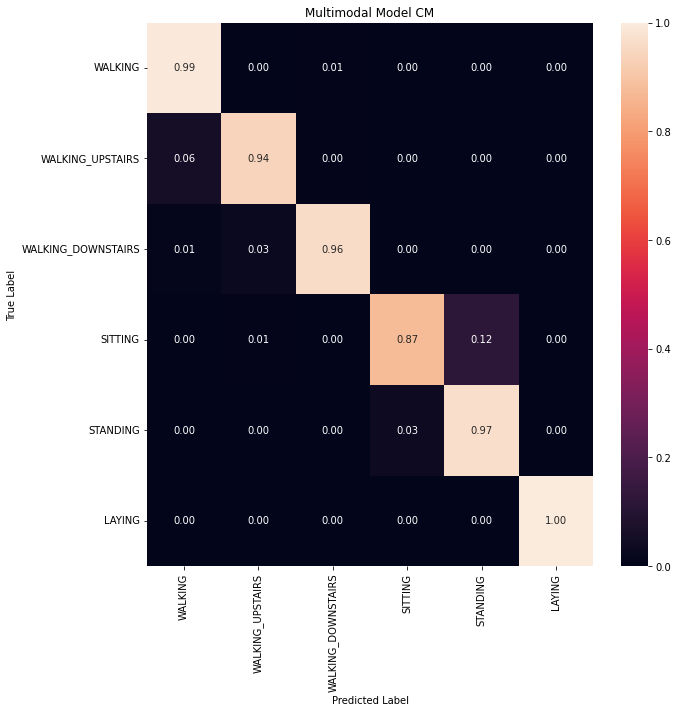 Multimodal Model CM
True Label
WALKING 0.99 0.00 0.01 0.00 0.00 0.00
WALKING_UPSTAIRS 0.06 0.94 0.00 0.00 0.00 0.00
WALKING_DOWNSTAIRS 0.01 0.03 0.96 0.00 0.00 0.00
SITTING 0.00 0.01 0.00 0.87 0.12 0.00
STANDING 0.00 0.00 0.00 0.03 0.97 0.00
LAYING 0.00 0.00 0.00 0.00 0.00 1.00
WALKING WALKING_UPSTAIRS WALKING_DOWNSTAIRS SITTING STANDING LAYING
Predicted Label
1.0
0.8
0.6
0.4
0.2
0.0